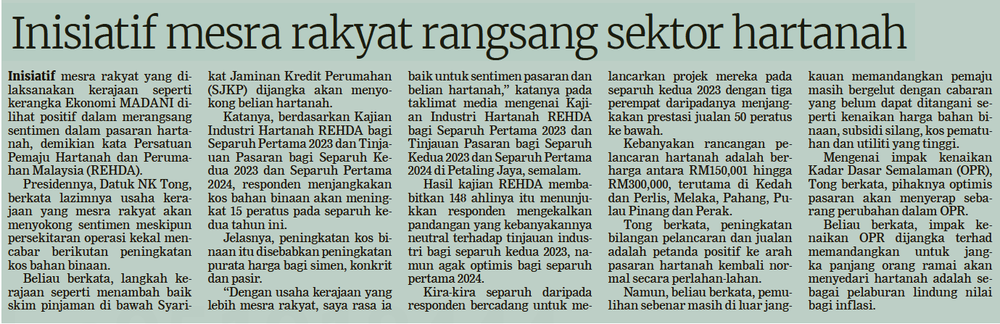 Inisiatif mesra rakyat rangsang sektor hartanah
Inisiatif mesra rakyat yang di-
laksanakan kerajaan seperti
kerangka Ekonomi MADANI di-
lihat positif dalam merangsang
sentimen dalam pasaran harta-
nah, demikian kata Persatuan
Pemaju Hartanah dan Peruma-
han Malaysia (REHDA).
Presidennya, Datuk NK Tong,
berkata lazimnya usaha kera-
jaan yang mesra rakyat akan
menyokong sentimen meskipun
persekitaran operasi kekal men-
cabar berikutan peningkatan
kos bahan binaan.
Beliau berkata, langkah ke-
rajaan seperti menambah baik
skim pinjaman di bawah Syari-
kat Jaminan Kredit Perumahan
(SJKP) dijangka akan menyo-
kong belian hartanah.
Katanya, berdasarkan Kajian
Industri Hartanah REHDA bagi
Separuh Pertama 2023 dan Tinja-
uan Pasaran bagi Separuh Ke-
dua 2023 dan Separuh Pertama
2024, responden menjangkakan
kos bahan binaan akan mening-
kat 15 peratus pada separuh ke-
dua tahun ini.
Jelasnya, peningkatan kos bi-
naan itu disebabkan peningkatan
purata harga bagi simen, konkrit
dan pasir.
“Dengan usaha kerajaan yang
lebih mesra rakyat, saya rasa ia
baik untuk sentimen pasaran dan
belian hartanah,” katanya pada
taklimat media mengenai Kaji-
an Industri Hartanah REHDA
bagi Separuh Pertama 2023 dan
Tinjauan Pasaran bagi Separuh
Kedua 2023 dan Separuh Pertama
2024 di Petaling Jaya, semalam.
Hasil kajian REHDA memba-
bitkan 148 ahlinya itu menunju-
kkan responden mengekalkan
pandangan yang kebanyakannya
neutral terhadap tinjauan indus-
tri bagi separuh kedua 2023, na-
mun agak optimis bagi separuh
pertama 2024.
Kira-kira separuh daripada
responden bercadang untuk me-
lancarkan projek mereka pada
separuh kedua 2023 dengan tiga
perempat daripadanya menjang-
kakan prestasi jualan 50 peratus
ke bawah.
Kebanyakan rancangan pe-
lancaran hartanah adalah ber-
harga antara RM150,001 hingga
RM300,000, terutama di Kedah
dan Perlis, Melaka, Pahang, Pu-
lau Pinang dan Perak.
Tong berkata, peningkatan
bilangan pelancaran dan jualan
adalah petanda positif ke arah
pasaran hartanah kembali nor-
mal secara perlahan-lahan.
Namun, beliau berkata, pemu-
lihan sebenar masih di luar jang-
kauan memandangkan pemaju
masih bergelut dengan cabaran
yang belum dapat ditangani se-
perti kenaikan harga bahan bi-
naan, subsidi silang, kos pematu-
han dan utiliti yang tinggi.
Mengenai impak kenaikan
Kadar Dasar Semalaman (OPR),
Tong berkata, pihaknya optimis
pasaran akan menyerap seba-
rang perubahan dalam OPR.
Beliau berkata, impak ke-
naikan OPR dijangka terhad
memandangkan untuk jang-
ka panjang orang ramai akan
menyedari hartanah adalah se-
bagai pelaburan lindung nilai
bagi inflasi.